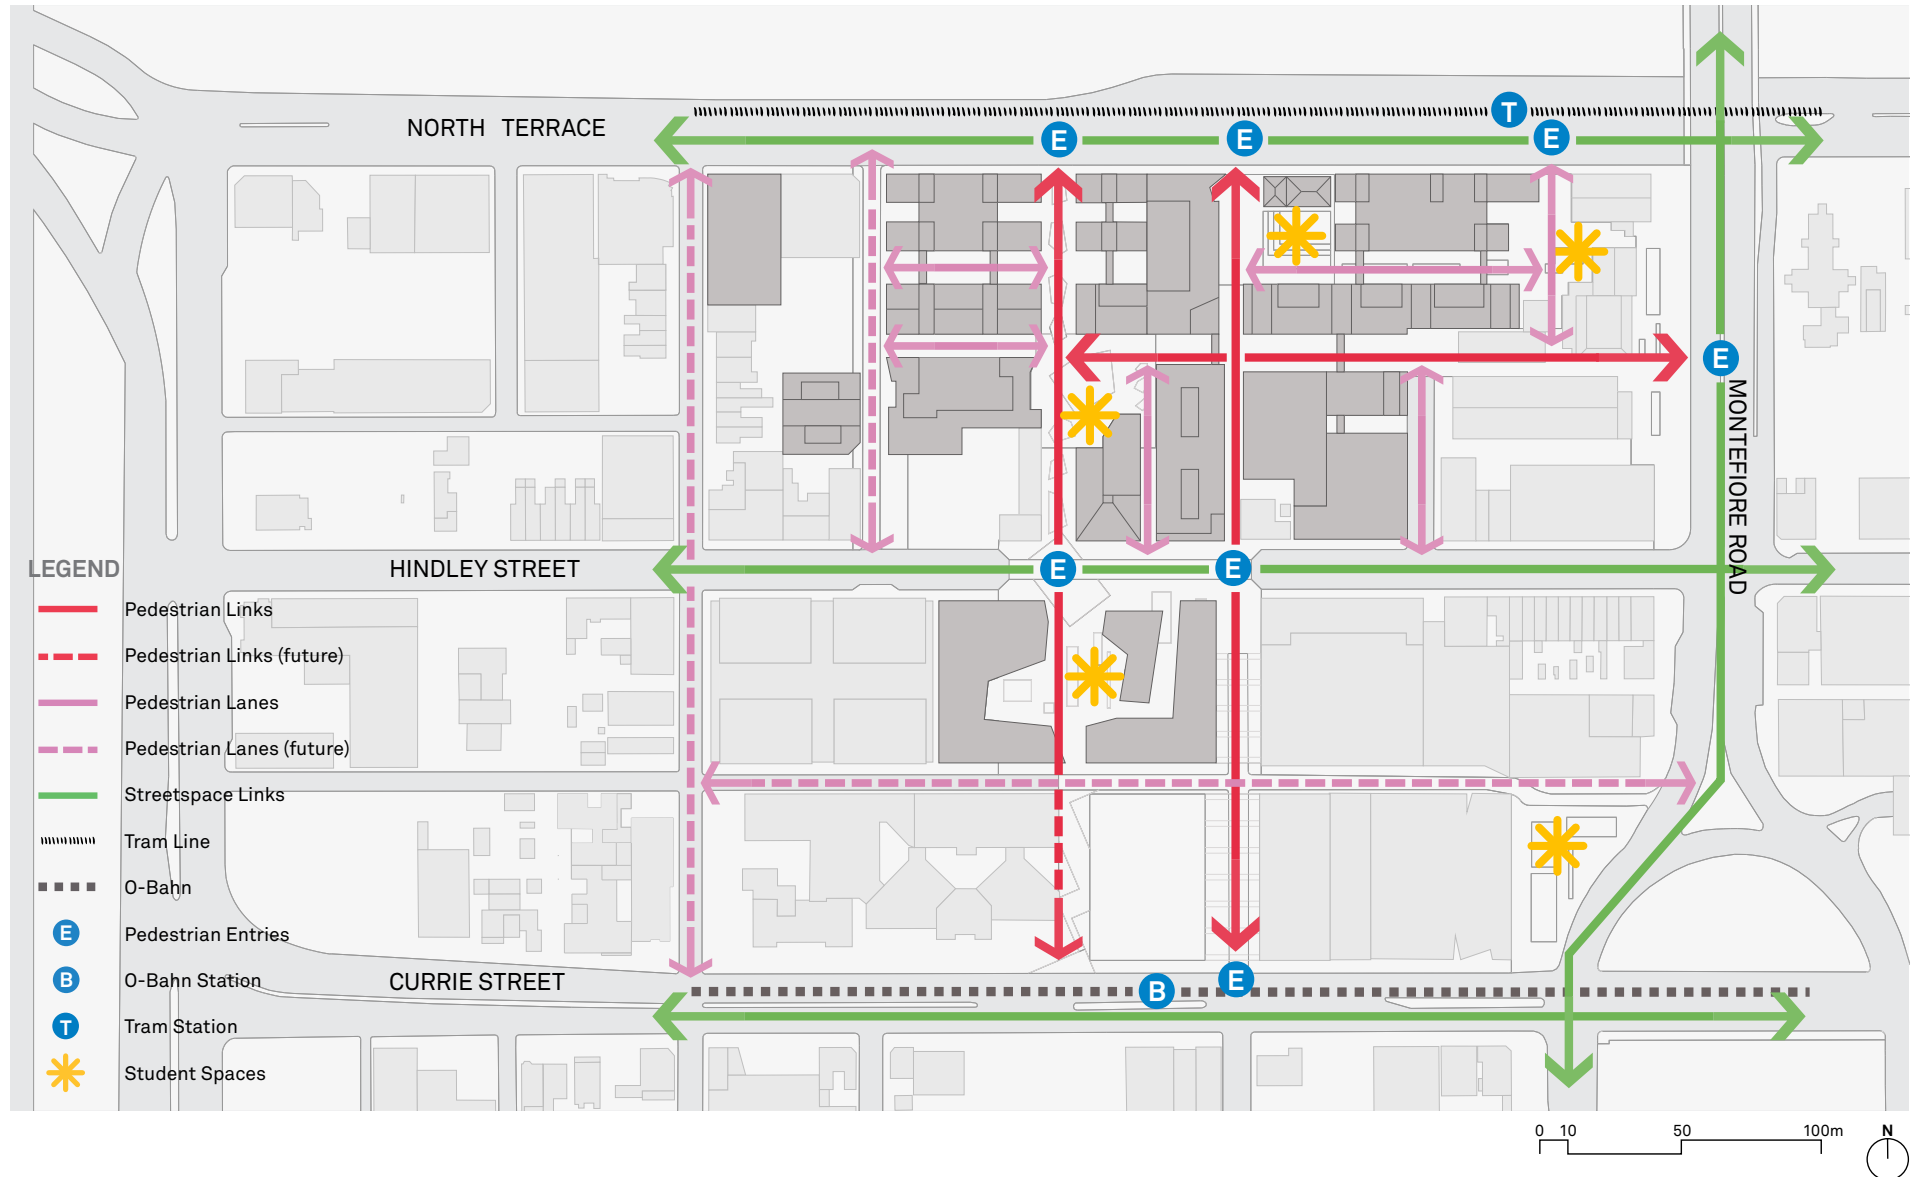 T
NORTH TERRACE
E
E
E
E
MONTEFIORE ROAD
HINDLEY STREET
E
E
LEGEND
Pedestrian Links
Pedestrian Links (future)
Pedestrian Lanes
Pedestrian Lanes (future)
Streetspace Links
Tram Line
O-Bahn
E Pedestrian Entries
B O-Bahn Station
T Tram Station
Student Spaces
CURRIE STREET
B
E
0 10 50 100m
N